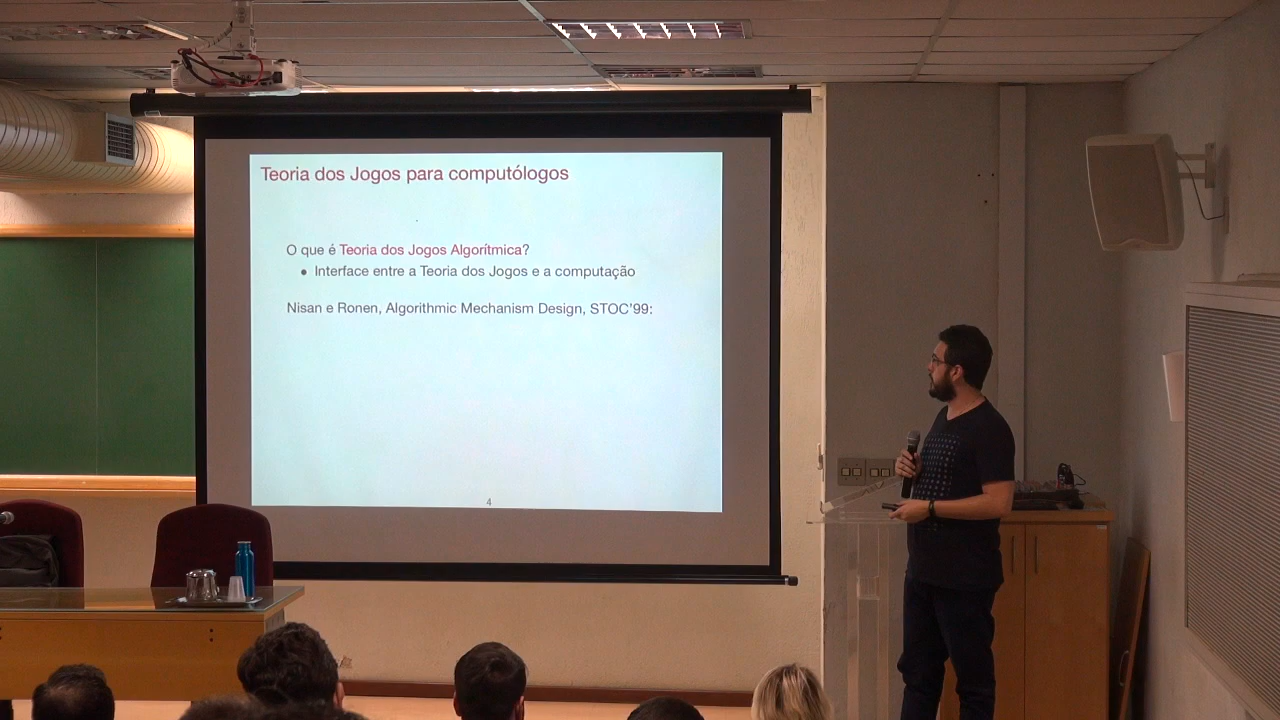 Teoria dos Jogos para computólogos
O que é Teoria dos Jogos Algorítmica?
● Interface entre a Teoria dos Jogos e a computação
Nisan e Ronen, Algorithmic Mechanism Design, STOC'99:
4